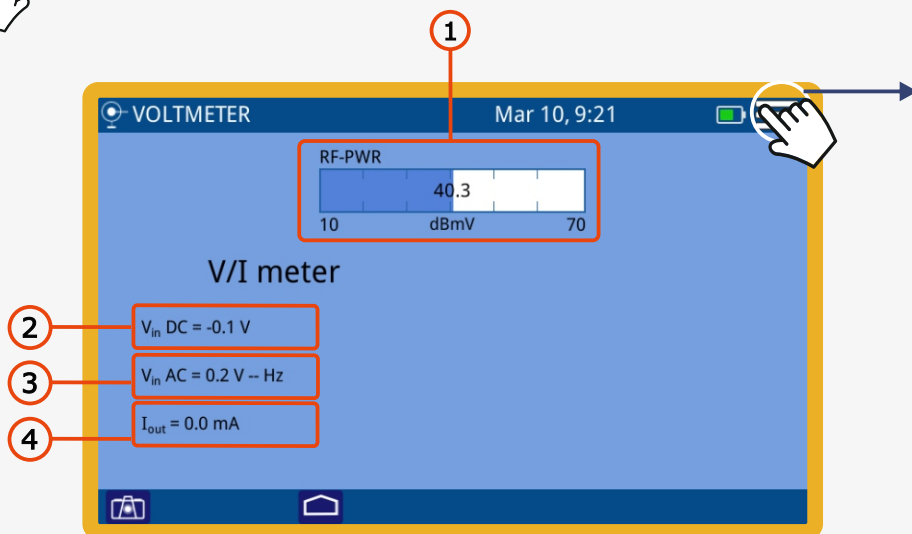 1
VOLTMETER Mar 10, 9:21
RF-PWR
40.3
10 dBmV 70
V/I meter
2
Vin DC = -0.1 V
3
Vin AC = 0.2 V -- Hz
4
Iout = 0.0 mA